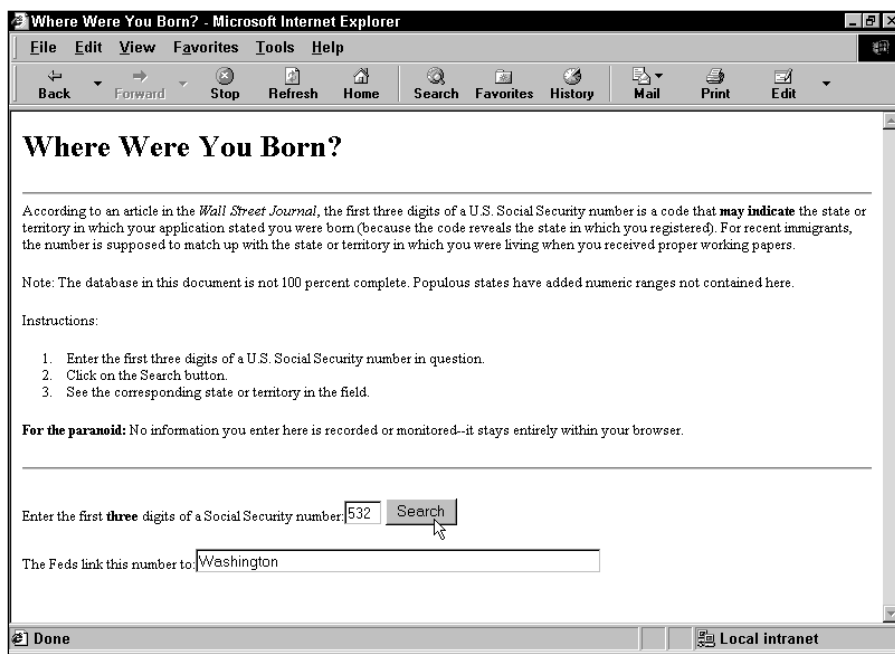 Where Were You Born? - Microsoft Internet Explorer
File Edit View Favorites Tools Help
Back Forward Stop Refresh Home Search Favorites History Mail Print Edit
Where Were You Born?
According to an article in the Wall Street Journal, the first three digits of a U.S. Social Security number is a code that may indicate the state or
territory in which your application stated you were born (because the code reveals the state in which you registered). For recent immigrants,
the number is supposed to match up with the state or territory in which you were living when you received proper working papers.
Note: The database in this document is not 100 percent complete. Populous states have added numeric ranges not contained here.
Instructions:
1. Enter the first three digits of a U.S. Social Security number in question.
2. Click on the Search button.
3. See the corresponding state or territory in the field.
For the paranoid: No information you enter here is recorded or monitored--it stays entirely within your browser.
Enter the first three digits of a Social Security number: 532 Search
The Feds link this number to: Washington
Done Local intranet